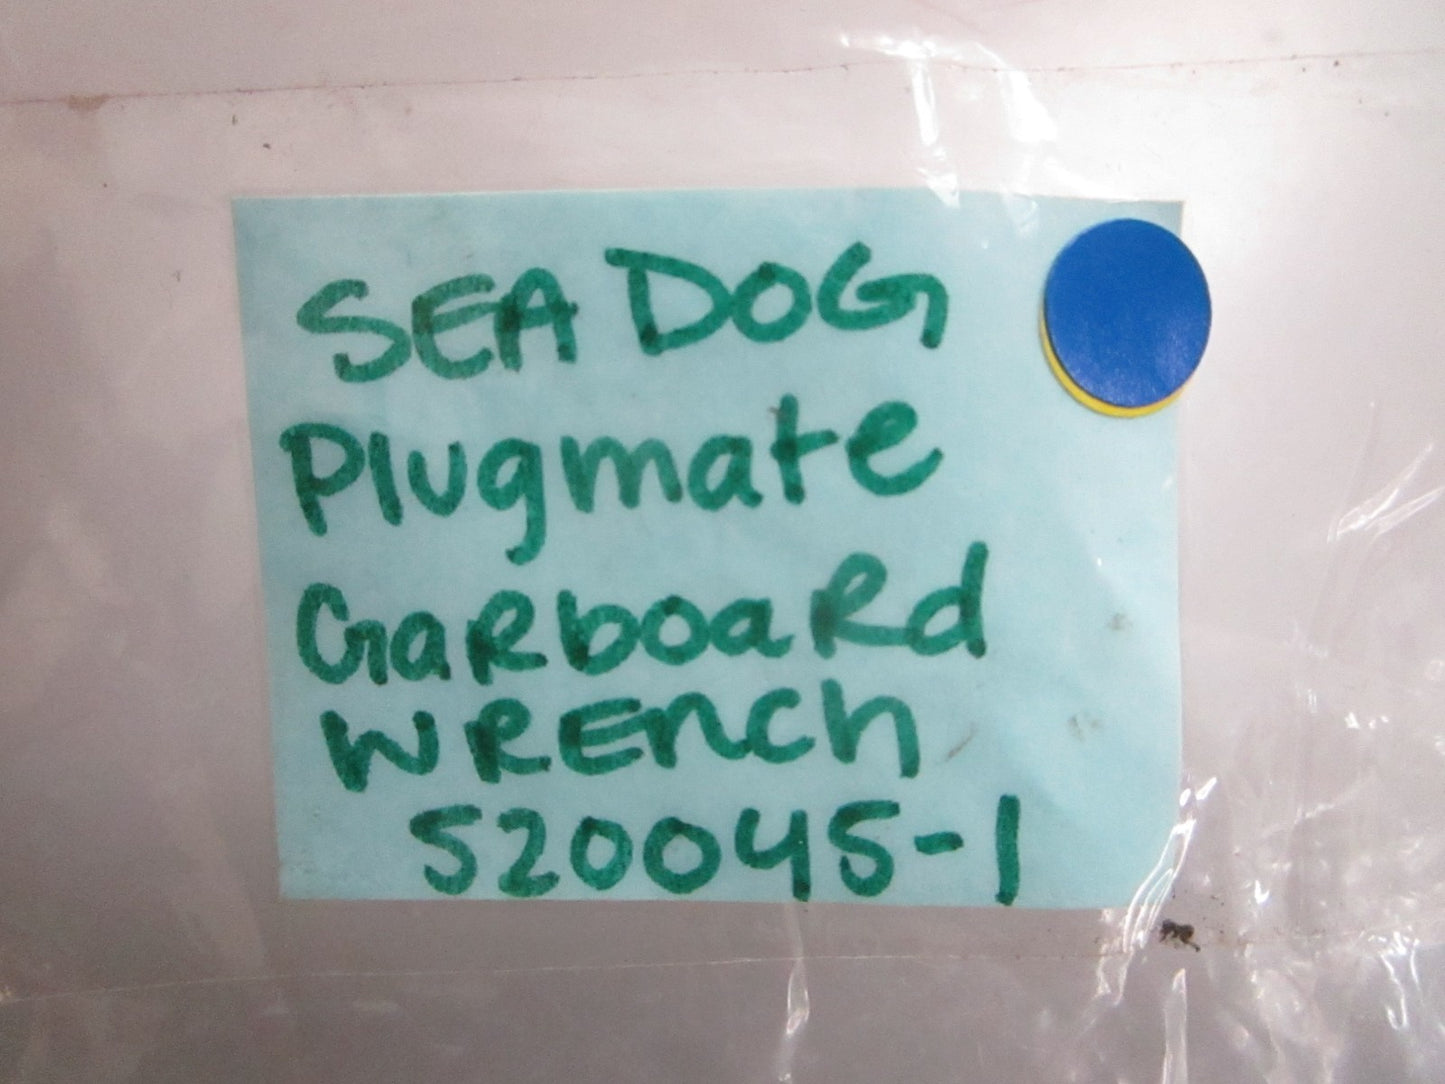 SEA DOG
Plugmate
GaRboaRd
WREnch
520045-1